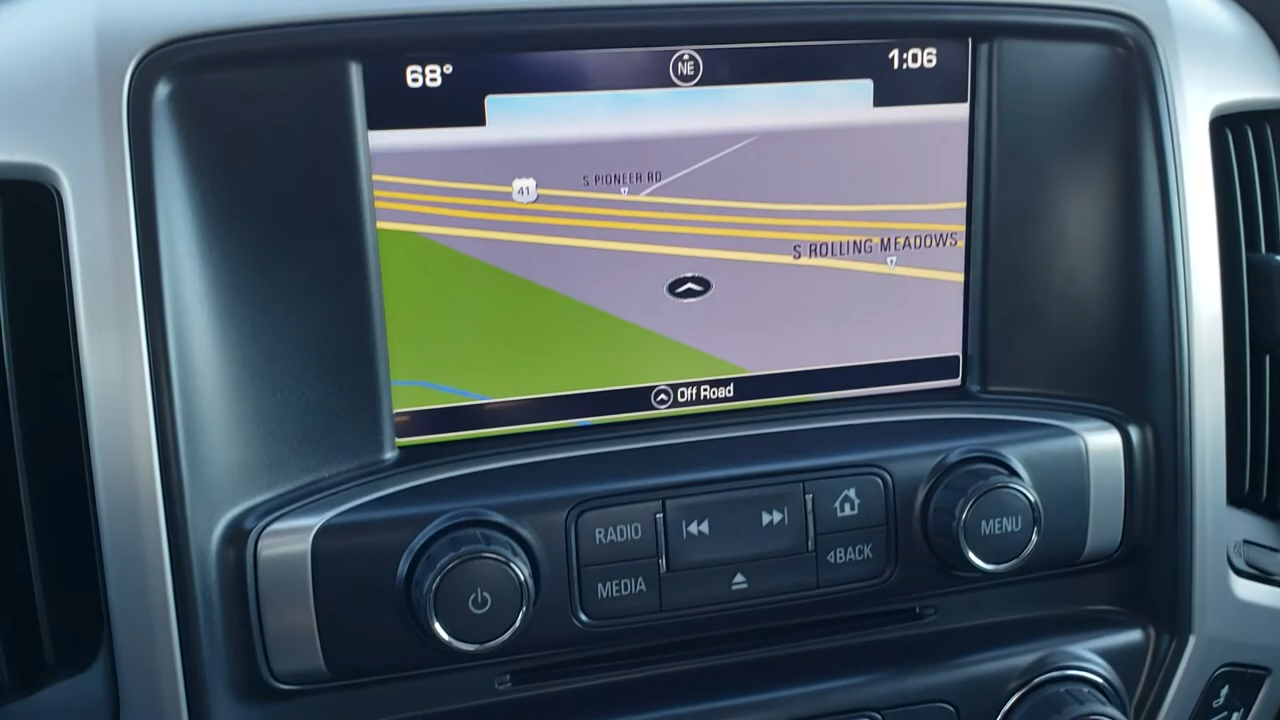 68°
NE
1:06
41
S PIONEER RD
S ROLLING MEADOWS
Off Road
RADIO
MEDIA
BACK
MENU